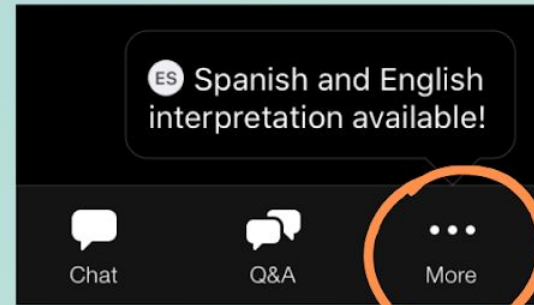 ES Spanish and English
interpretation available!
Chat
Q&A
More